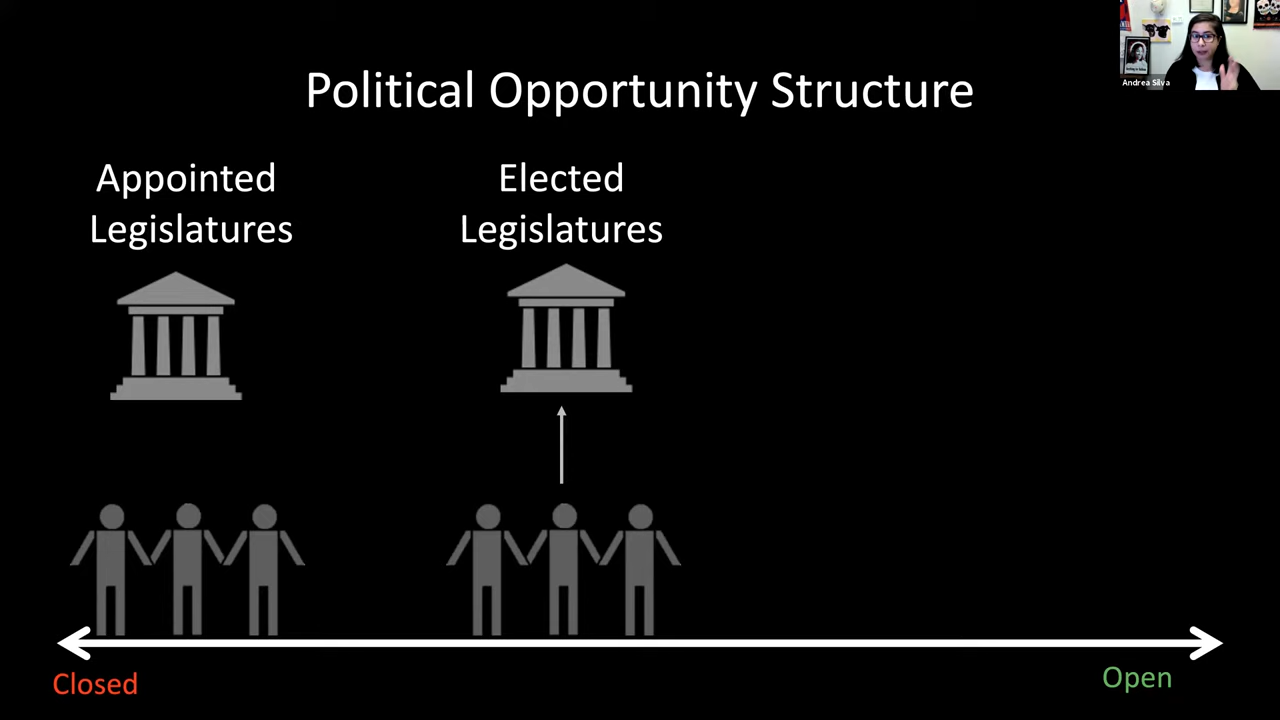 Political Opportunity Structure
Appointed
Legislatures
Elected
Legislatures
Closed
Open
Andrea Silva